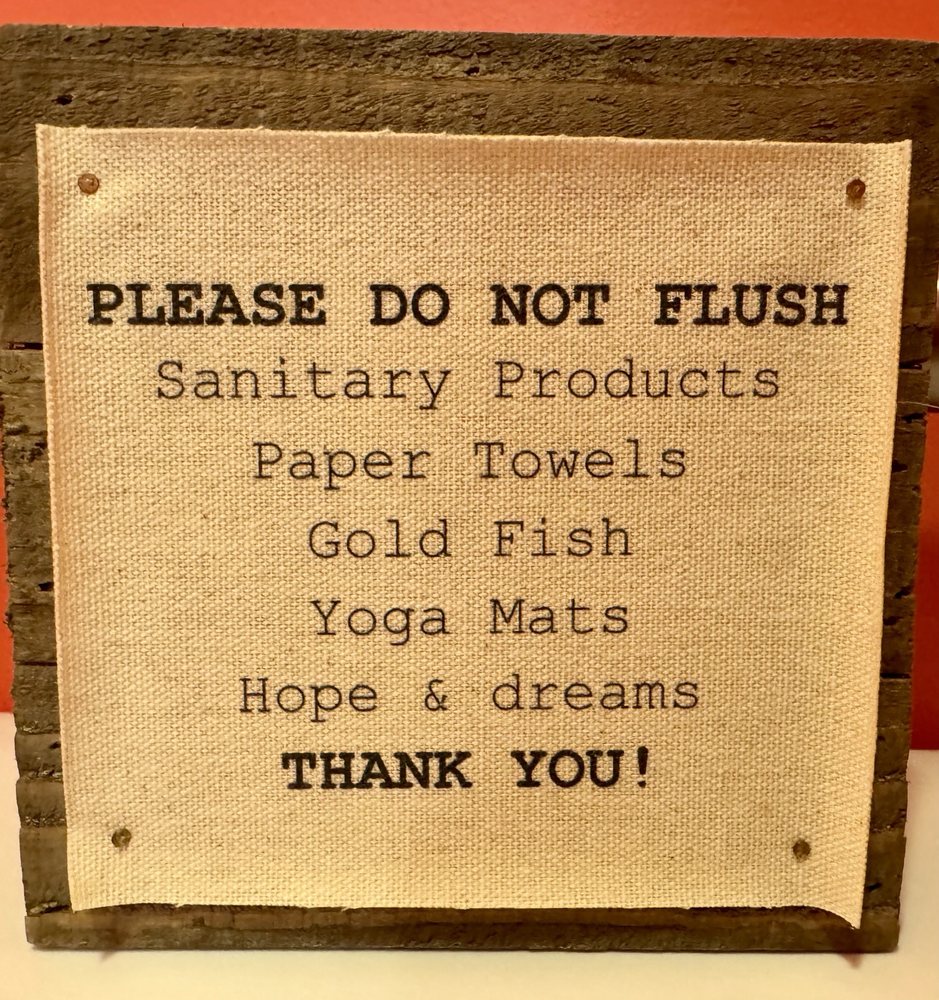 PLEASE DO NOT FLUSH
Sanitary Products
Paper Towels
Gold Fish
Yoga Mats
Hope & dreams
THANK YOU!